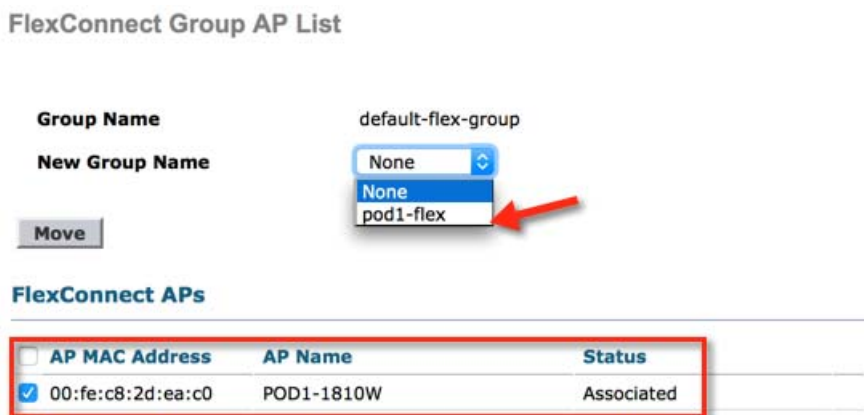 FlexConnect Group AP List
Group Name default-flex-group
New Group Name None
None
pod1-flex
Move
FlexConnect APs
AP MAC Address AP Name Status
00:fe:c8:2d:ea:c0 POD1-1810W Associated